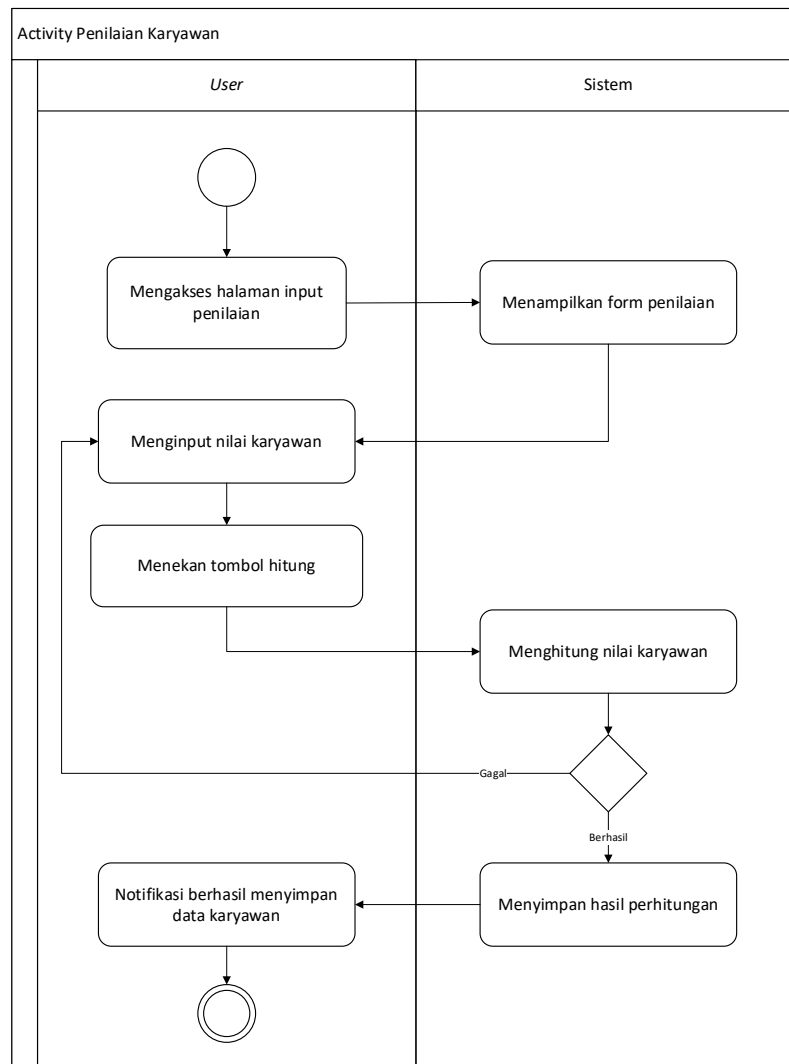 Activity Penilaian Karyawan
User
Sistem
Mengakses halaman input
penilaian
Menampilkan form penilaian
Menginput nilai karyawan
Menekan tombol hitung
Menghitung nilai karyawan
Gagal
Berhasil
Notifikasi berhasil menyimpan
data karyawan
Menyimpan hasil perhitungan